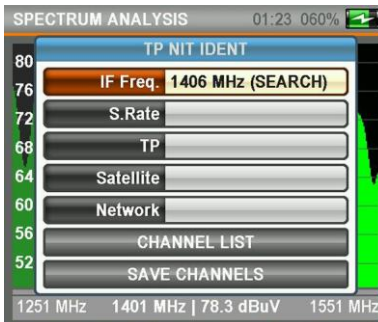 SPECTRUM ANALYSIS 01:23 060%
TP NIT IDENT
80
IF Freq. 1406 MHz (SEARCH)
76
72 S.Rate
68 TP
64 Satellite
60 Network
56 CHANNEL LIST
52
SAVE CHANNELS
1251 MHz 1401 MHz | 78.3 dBuV 1551 MHz